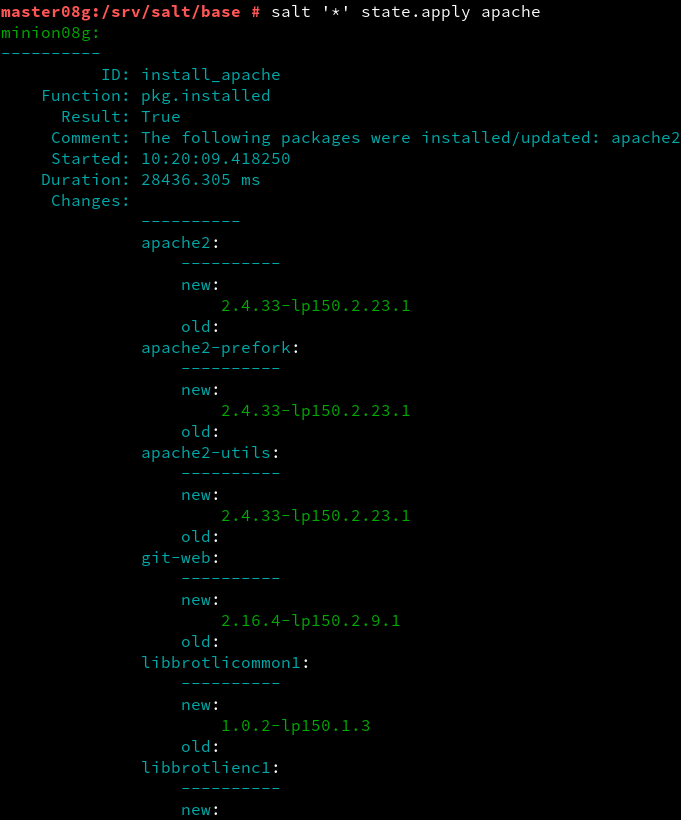 master08g:/srv/salt/base # salt '*' state.apply apache
minion08g:
----------
          ID: install_apache
    Function: pkg.installed
      Result: True
     Comment: The following packages were installed/updated: apache2
     Started: 10:20:09.418250
    Duration: 28436.305 ms
     Changes:
              ----------
              apache2:
                  ----------
                  new:
                      2.4.33-lp150.2.23.1
                  old:
              apache2-prefork:
                  ----------
                  new:
                      2.4.33-lp150.2.23.1
                  old:
              apache2-utils:
                  ----------
                  new:
                      2.4.33-lp150.2.23.1
                  old:
              git-web:
                  ----------
                  new:
                      2.16.4-lp150.2.9.1
                  old:
              libbrotlicommon1:
                  ----------
                  new:
                      1.0.2-lp150.1.3
                  old:
              libbrotlienc1:
                  ----------
                  new: